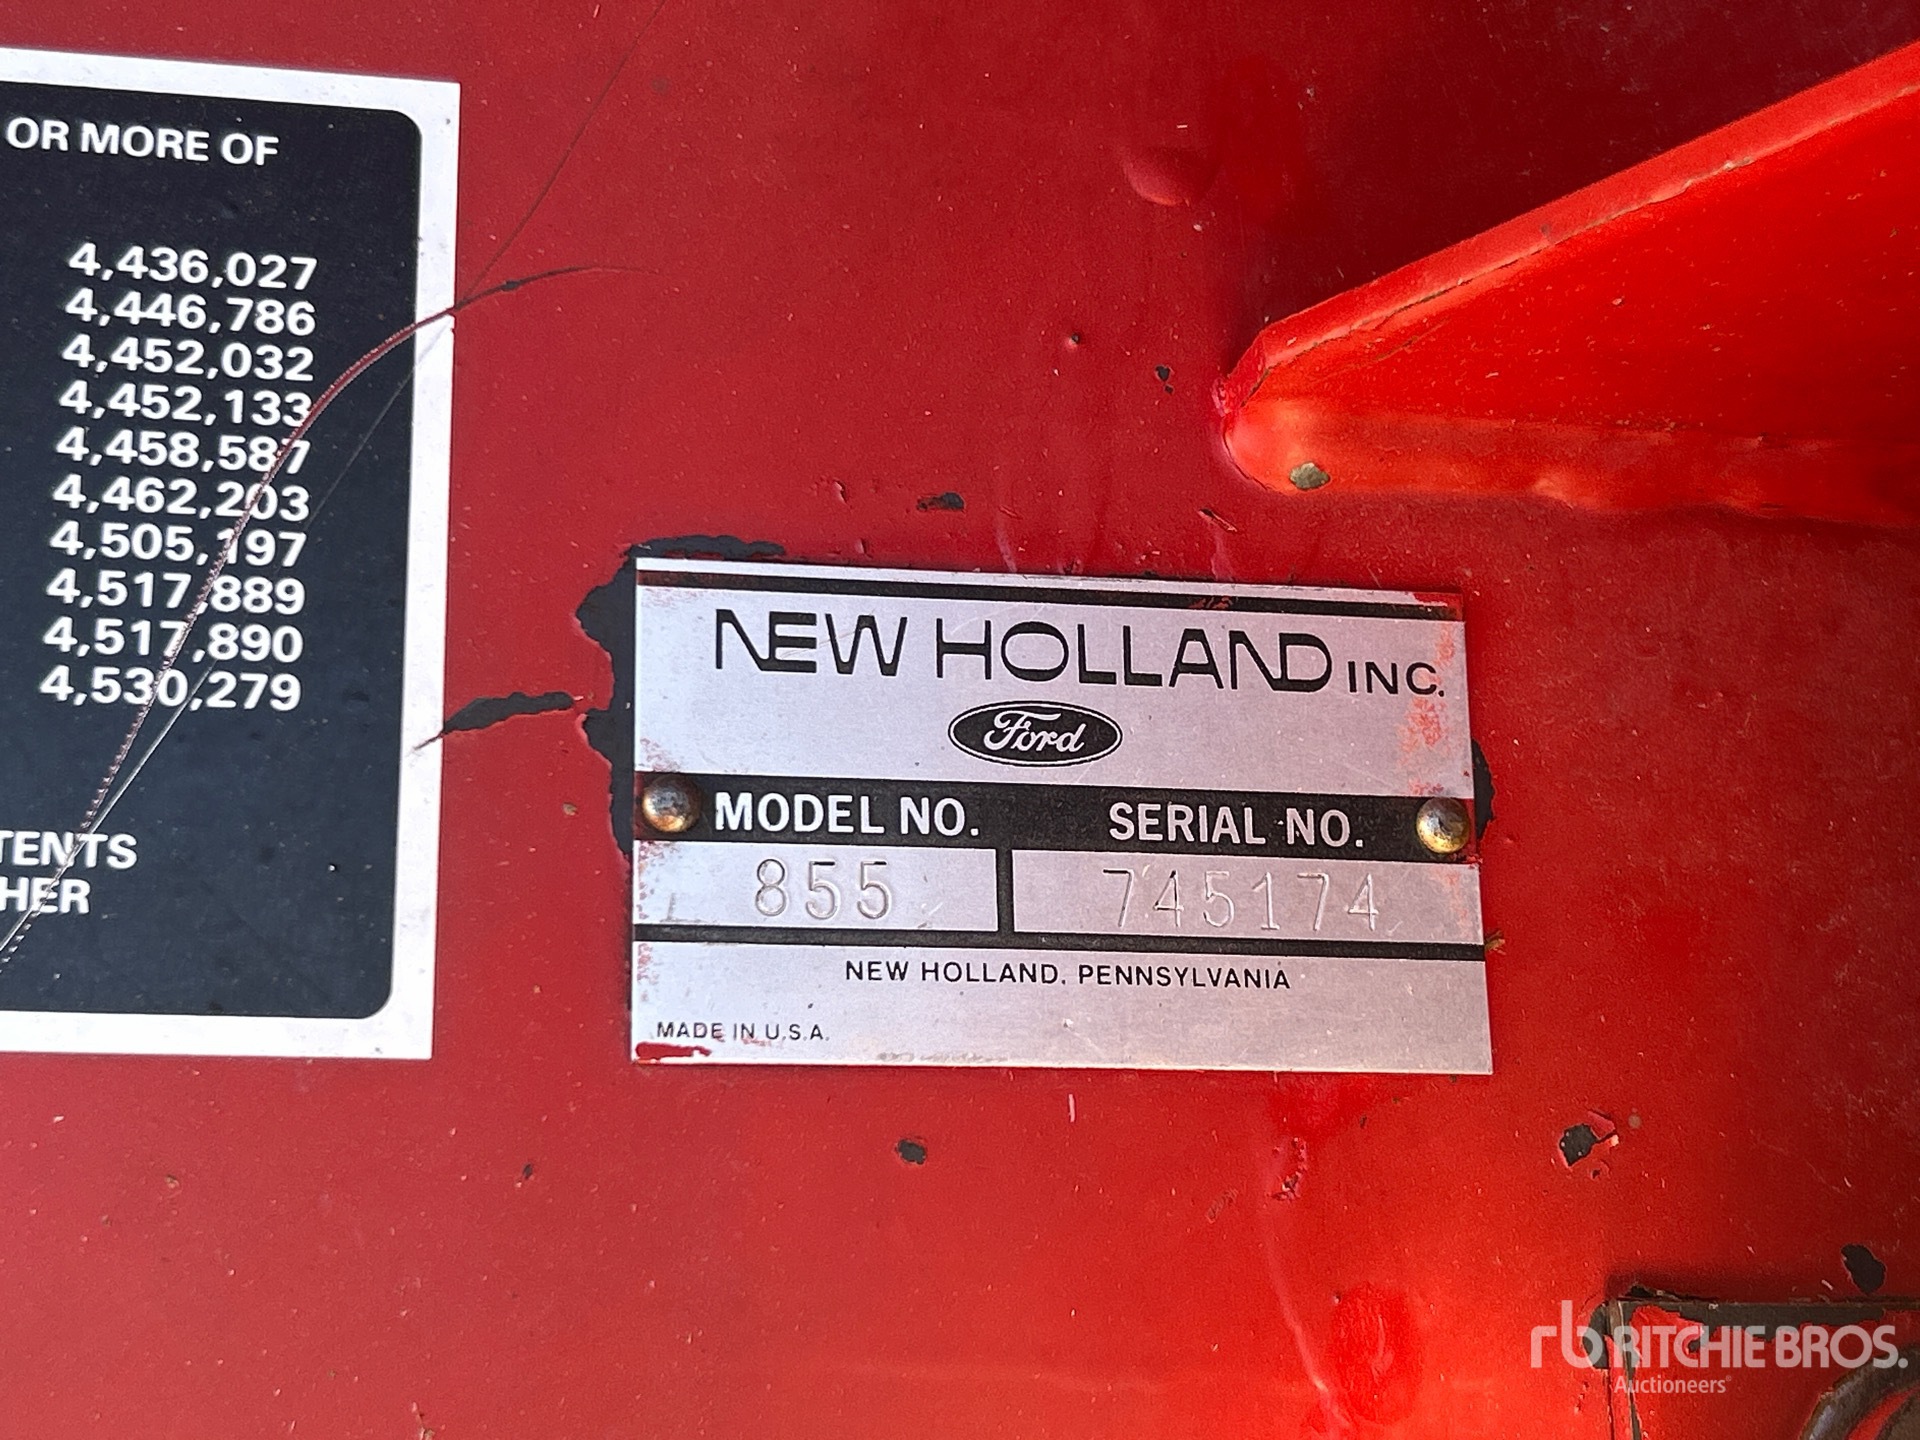 OR MORE OF
4,436,027
4,446,786
4,452,032
4,452,133
4,458,587
4,462,203
4,505,197
4,517,889
4,517,890
4,530,279
TENTS
HER
NEW HOLLAND INC.
Ford
MODEL NO. SERIAL NO.
855 745174
NEW HOLLAND, PENNSYLVANIA
MADE IN U.S.A.
rb RITCHIE BROS.
Auctioneers